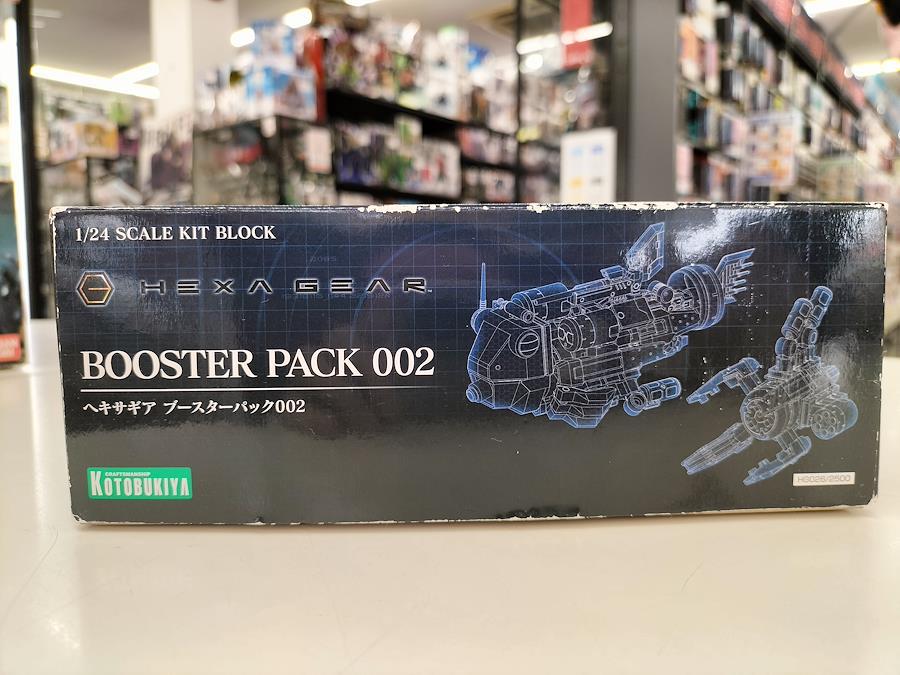 1/24 SCALE KIT BLOCK
HEXA GEAR
BOOSTER PACK 002
ヘキサギア ブースターパック002
CRAFTSMANSHIP
KOTOBUKIYA
HG026/2500